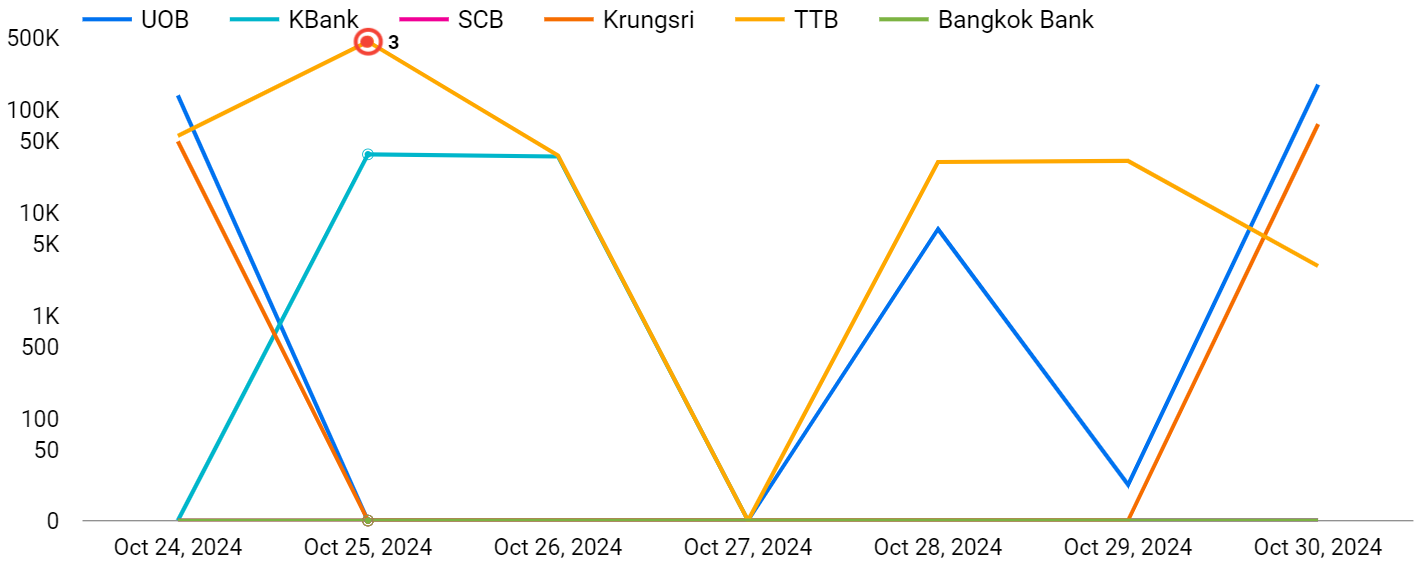 UOB KBank SCB Krungsri TTB Bangkok Bank
500K
3
100K
50K
10K
5K
1K
500
100
50
0
Oct 24, 2024 Oct 25, 2024 Oct 26, 2024 Oct 27, 2024 Oct 28, 2024 Oct 29, 2024 Oct 30, 2024